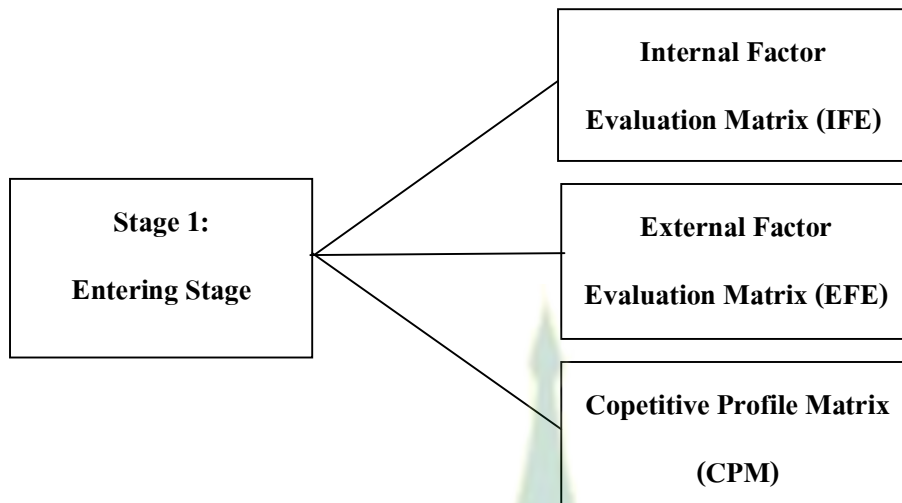 Internal Factor
Evaluation Matrix (IFE)
Stage 1:
Entering Stage
External Factor
Evaluation Matrix (EFE)
Copetitive Profile Matrix
(CPM)